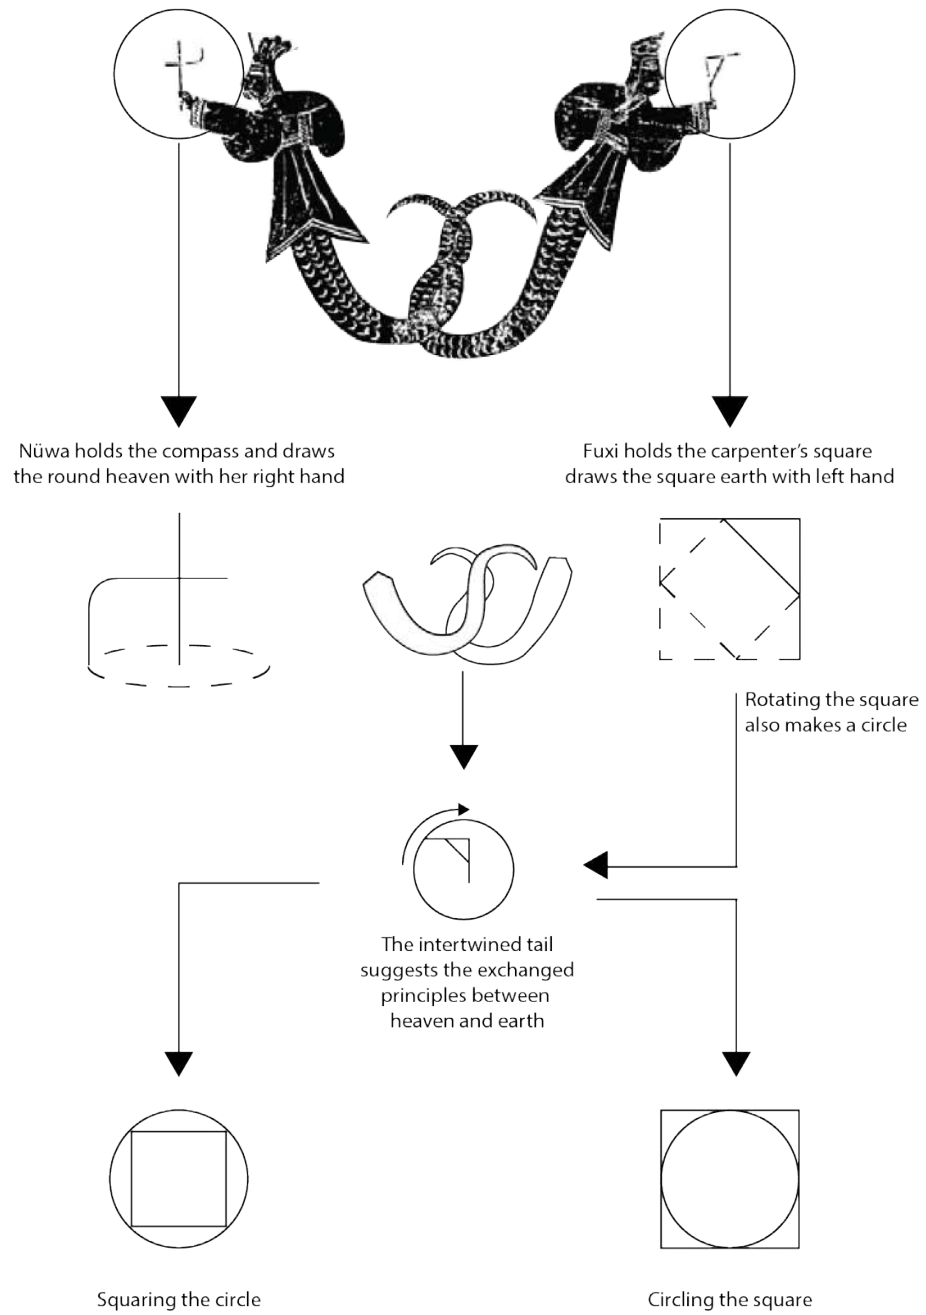 Nüwa holds the compass and draws
the round heaven with her right hand
Fuxi holds the carpenter’s square
draws the square earth with left hand
Rotating the square
also makes a circle
The intertwined tail
suggests the exchanged
principles between
heaven and earth
Squaring the circle
Circling the square